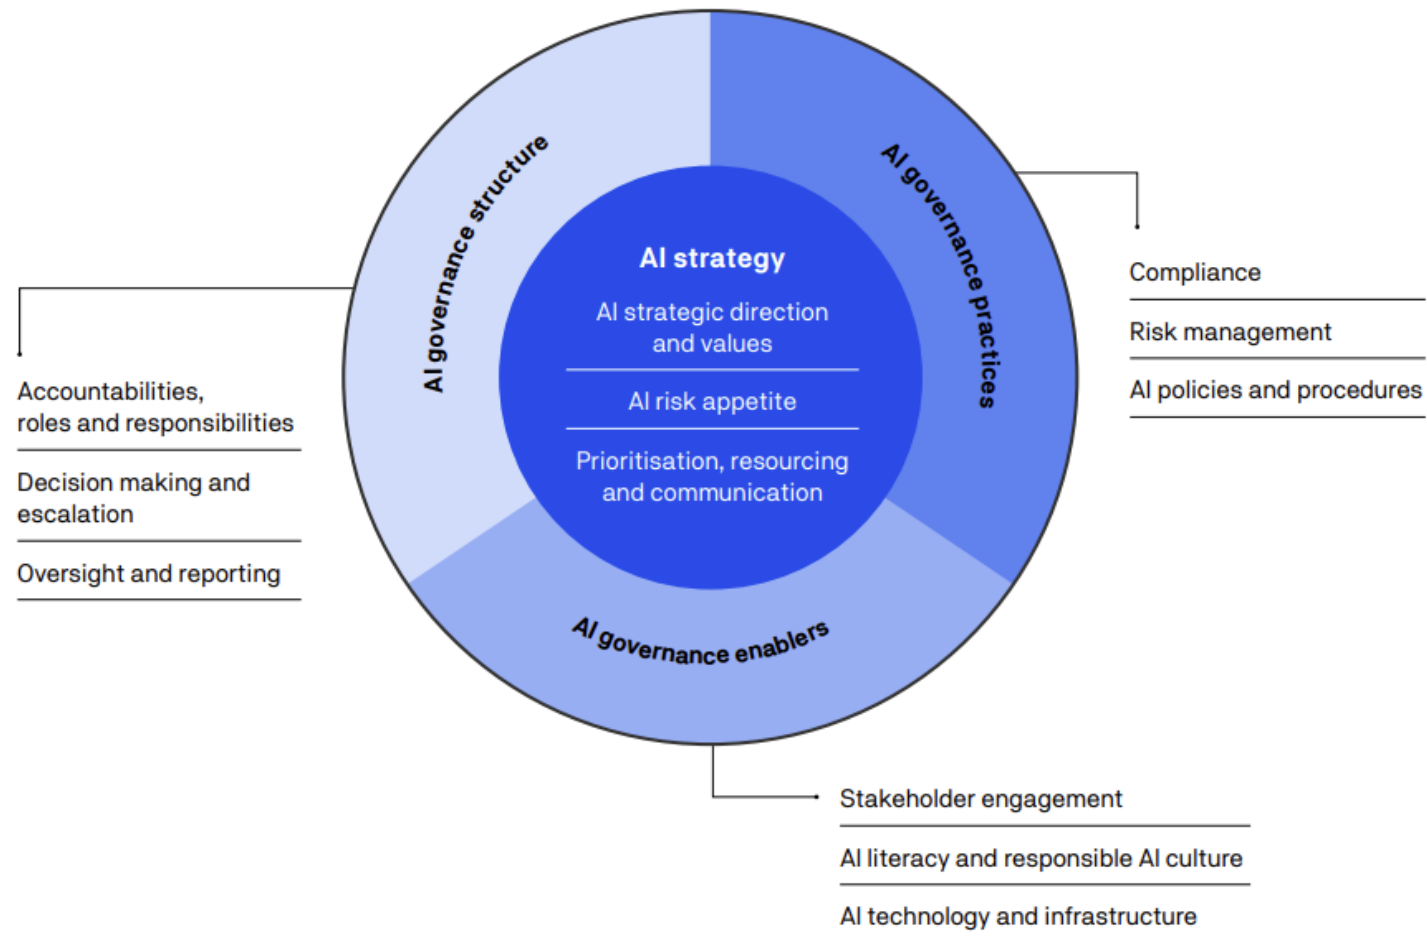 AI governance structure
AI governance practices
AI governance enablers
AI strategy
AI strategic direction
and values
AI risk appetite
Prioritisation, resourcing
and communication
Accountabilities,
roles and responsibilities
Decision making and
escalation
Oversight and reporting
Compliance
Risk management
AI policies and procedures
Stakeholder engagement
AI literacy and responsible AI culture
AI technology and infrastructure